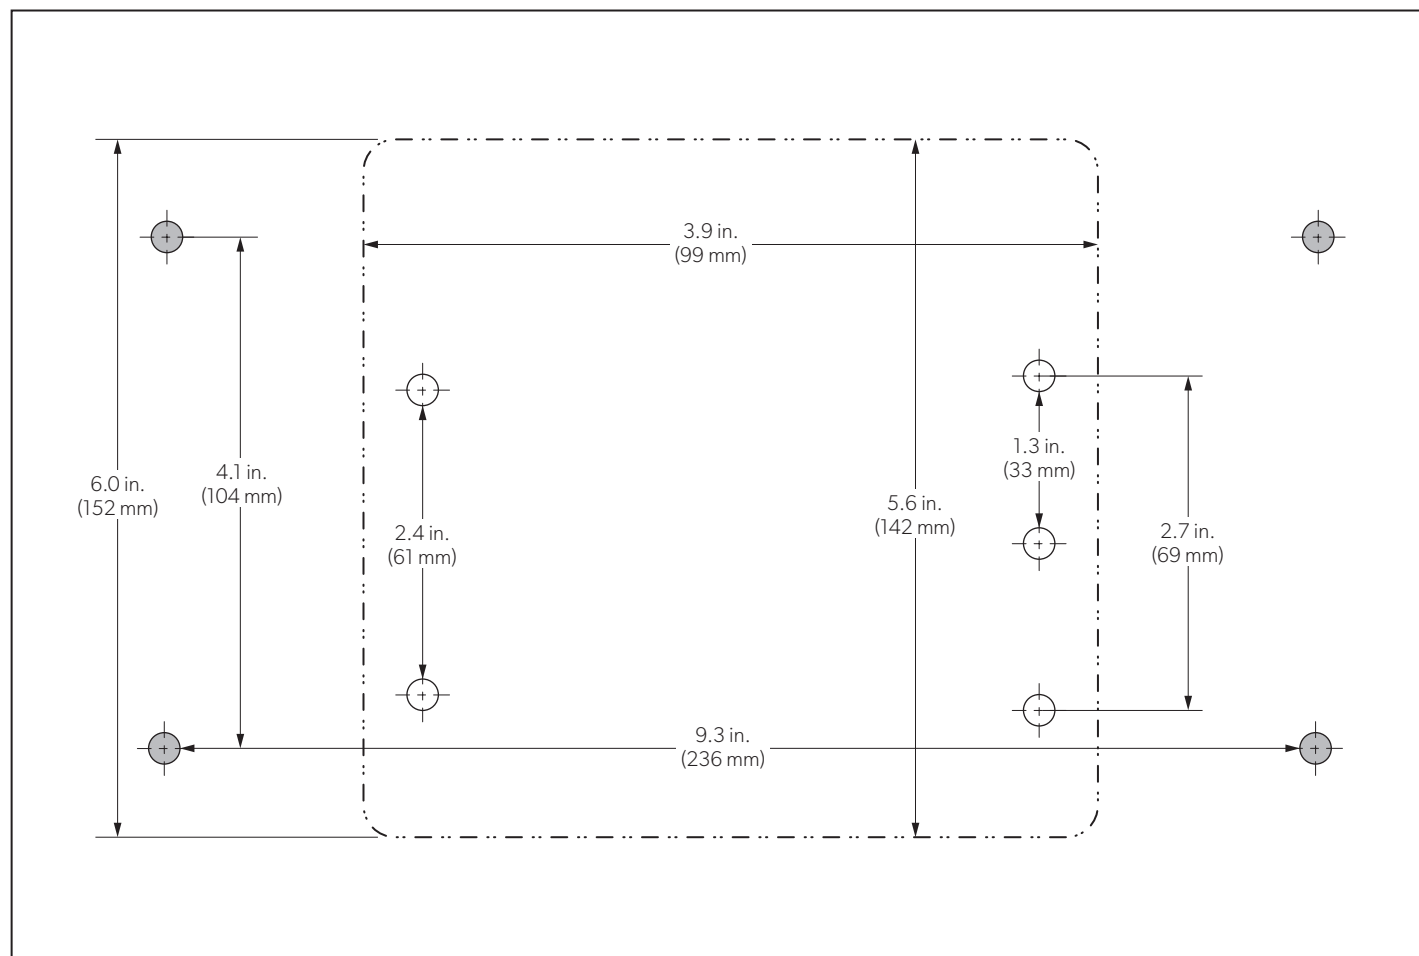 3.9 in.
(99 mm)
1.3 in.
(33 mm)
4.1 in.
(104 mm)
6.0 in.
(152 mm)
5.6 in.
(142 mm)
2.4 in.
(61 mm)
2.7 in.
(69 mm)
9.3 in.
(236 mm)